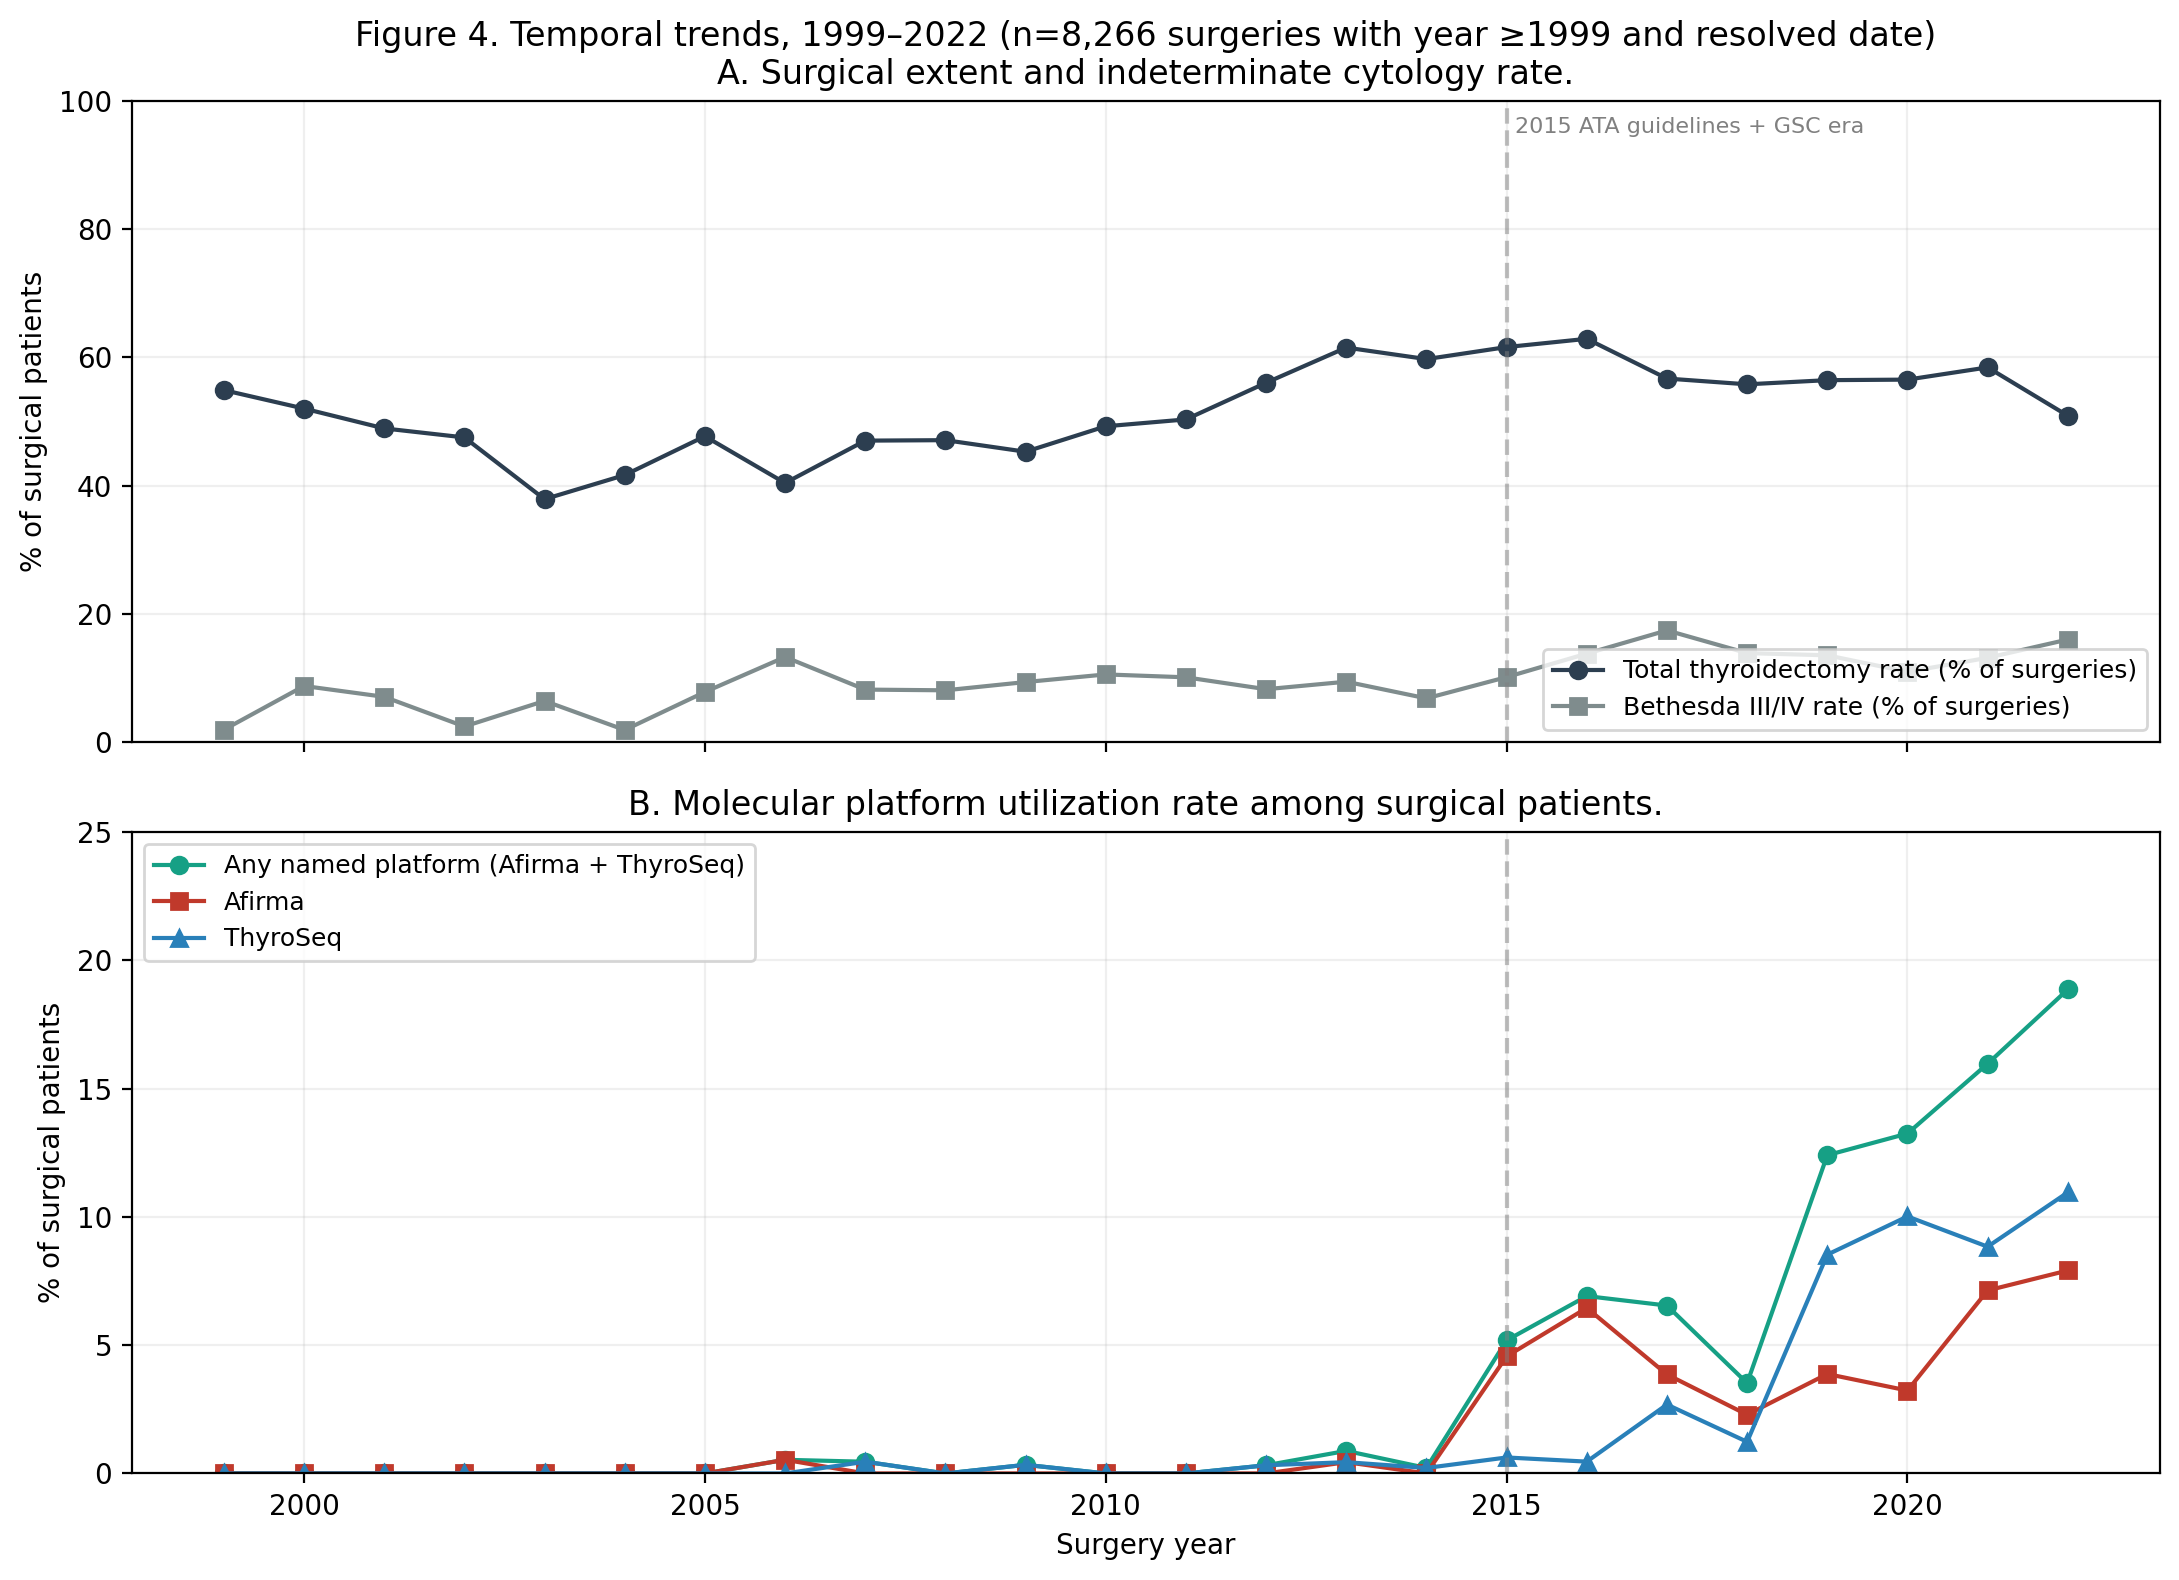 Figure 4. Temporal trends, 1999–2022 (n=8,266 surgeries with year ≥1999 and resolved date)
A. Surgical extent and indeterminate cytology rate.
100
80
60
40
20
0
% of surgical patients
2015 ATA guidelines + GSC era
Total thyroidectomy rate (% of surgeries)
Bethesda III/IV rate (% of surgeries)
B. Molecular platform utilization rate among surgical patients.
25
20
15
10
5
0
% of surgical patients
Any named platform (Afirma + ThyroSeq)
Afirma
ThyroSeq
2000
2005
2010
2015
2020
Surgery year